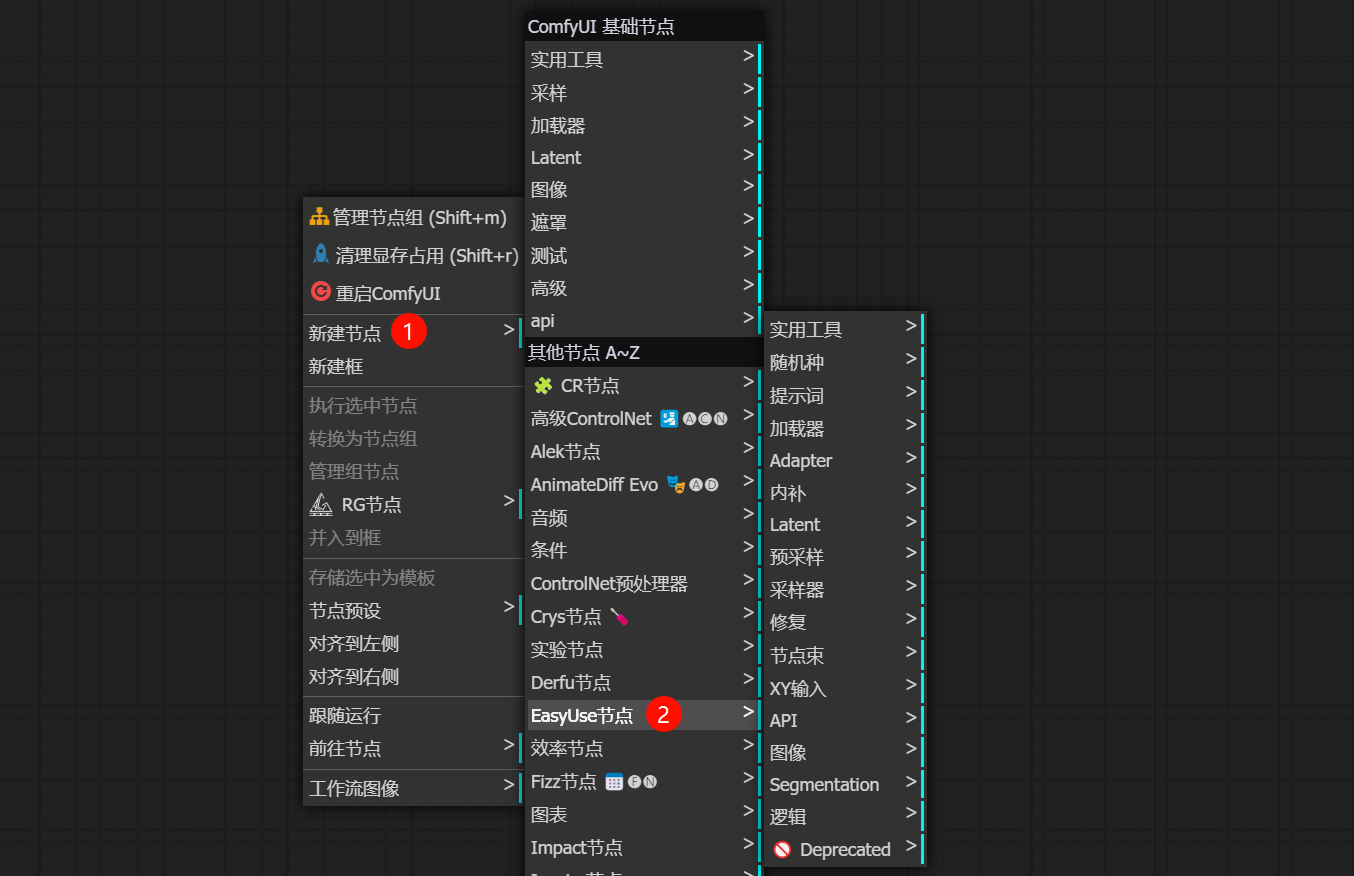 管理节点组 (Shift+m)
清理显存占用 (Shift+r)
重启ComfyUI
新建节点 > 1
新建框
执行选中节点
转换为节点组
管理组节点
RG节点 >
并入到框
存储选中为模板
节点预设 >
对齐到左侧
对齐到右侧
跟随运行
前往节点 >
工作流图像 >
ComfyUI 基础节点
实用工具 >
采样 >
加载器 >
Latent >
图像 >
遮罩 >
测试 >
高级 >
api >
其他节点 A~Z
CR节点 >
高级ControlNet 🛂🅐🅒🅝 >
Alek节点 >
AnimateDiff Evo 🎭🅐🅓 >
音频 >
条件 >
ControlNet预处理器 >
Crys节点 >
实验节点 >
Derfu节点 >
EasyUse节点 2 >
效率节点 >
Fizz节点 📅🅕🅝 >
图表 >
Impact节点 >
实用工具 >
随机种 >
提示词 >
加载器 >
Adapter >
内补 >
Latent >
预采样 >
采样器 >
修复 >
节点束 >
XY输入 >
API >
图像 >
Segmentation >
逻辑 >
🚫 Deprecated >